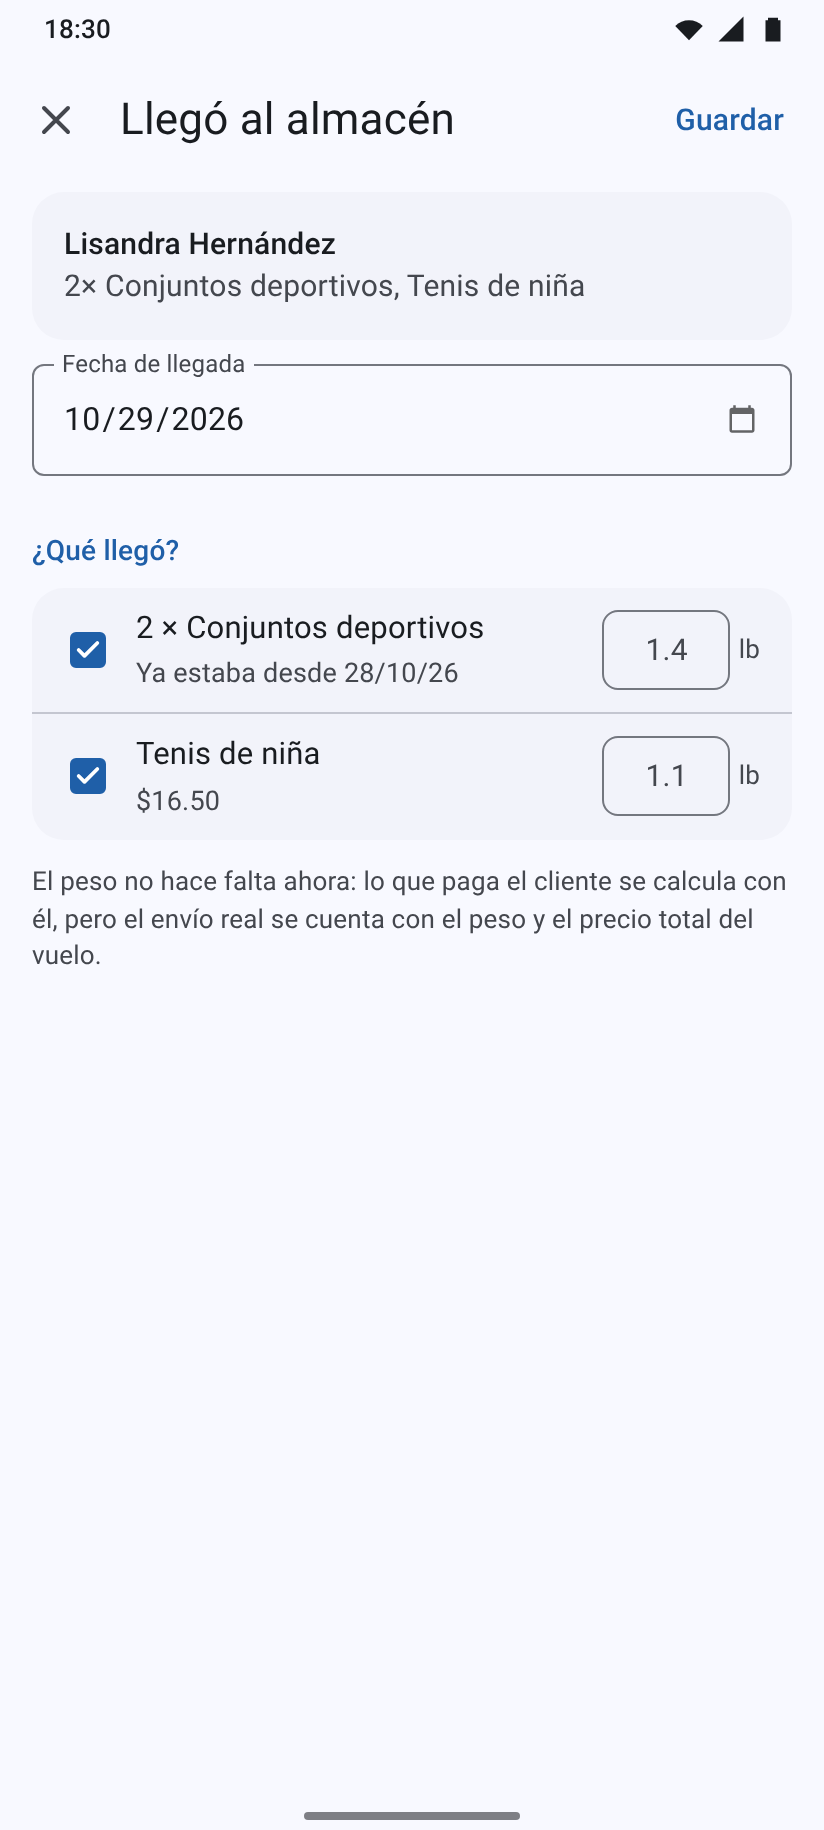 18:30
Llegó al almacén
Guardar
Lisandra Hernández
2× Conjuntos deportivos, Tenis de niña
Fecha de llegada
10/29/2026
¿Qué llegó?
2 × Conjuntos deportivos
Ya estaba desde 28/10/26
1.4 lb
Tenis de niña
$16.50
1.1 lb
El peso no hace falta ahora: lo que paga el cliente se calcula con
él, pero el envío real se cuenta con el peso y el precio total del
vuelo.